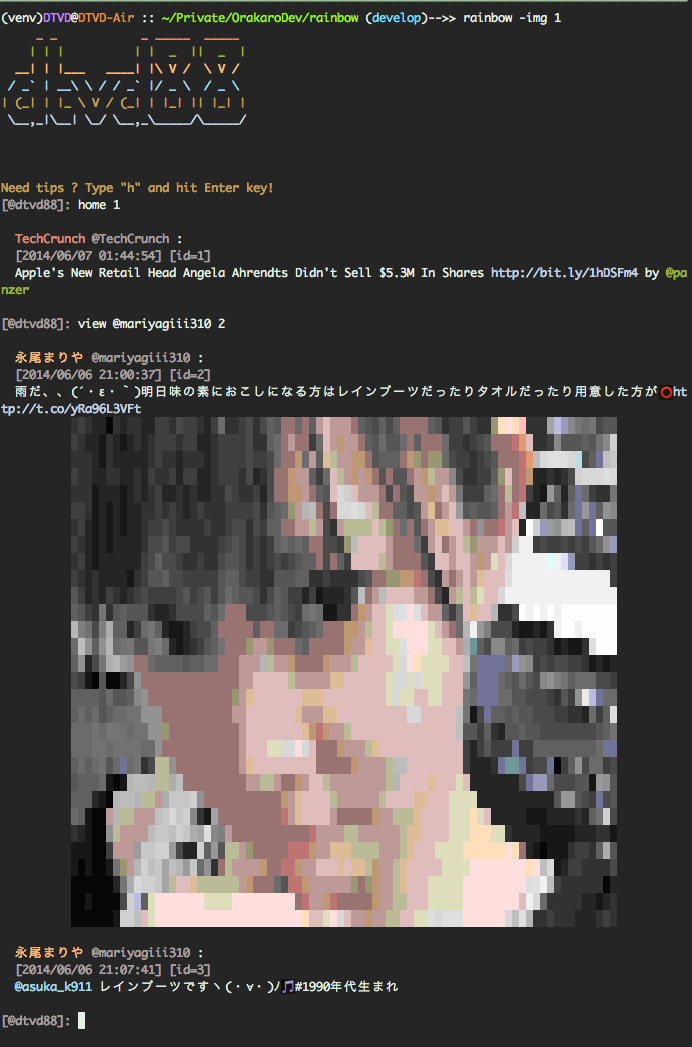 (venv)DTVD@DTVD-Air :: ~/Private/OrakaroDev/rainbow (develop)-->> rainbow -img 1
dtvd88
Need tips ? Type "h" and hit Enter key!
[@dtvd88]: home 1
TechCrunch @TechCrunch :
[2014/06/07 01:44:54] [id=1]
Apple's New Retail Head Angela Ahrendts Didn't Sell $5.3M In Shares http://bit.ly/1hDSFm4 by @pa
nzer
[@dtvd88]: view @mariyagiii310 2
永尾まりや @mariyagiii310 :
[2014/06/06 21:00:37] [id=2]
雨だ、、(´・ε・｀)明日味の素におこしになる方はレインブーツだったりタオルだったり用意した方が⭕ht
tp://t.co/yRa96L3VFt
永尾まりや @mariyagiii310 :
[2014/06/06 21:07:41] [id=3]
@asuka_k911 レインブーツですヽ(・∀・)ﾉ🎵#1990年代生まれ
[@dtvd88]: